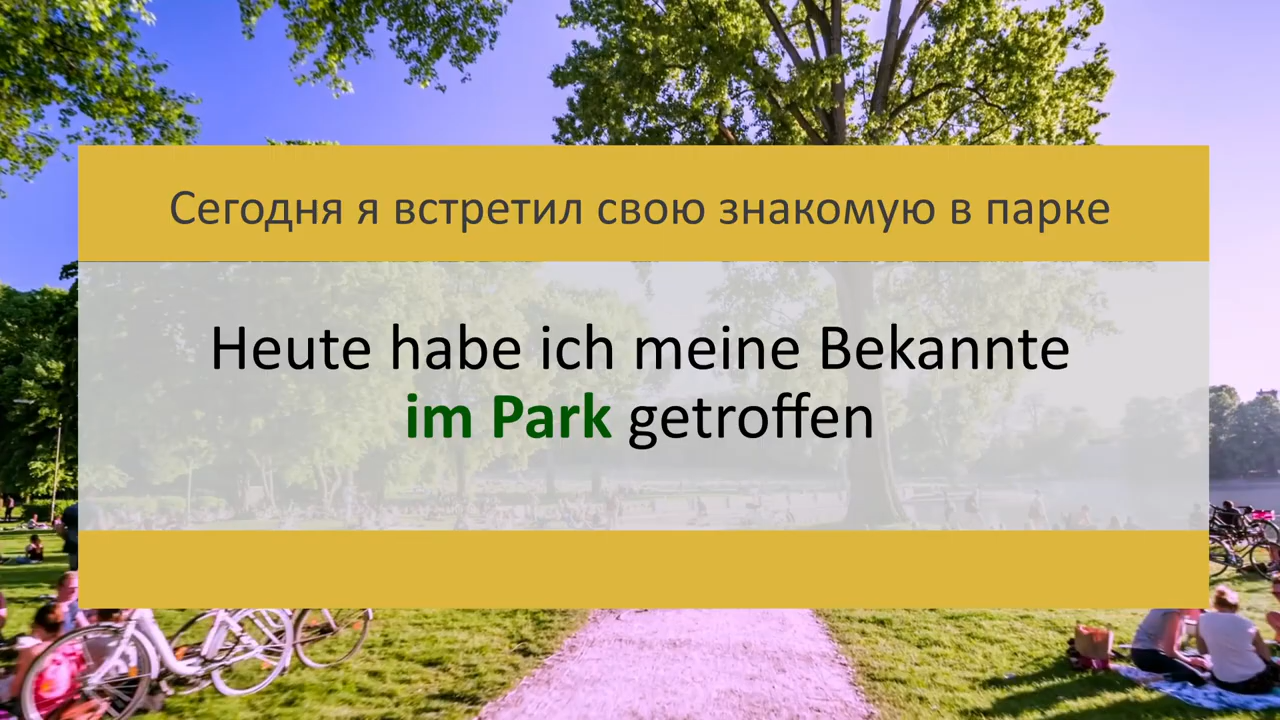 Сегодня я встретил свою знакомую в парке
Heute habe ich meine Bekannte
im Park getroffen